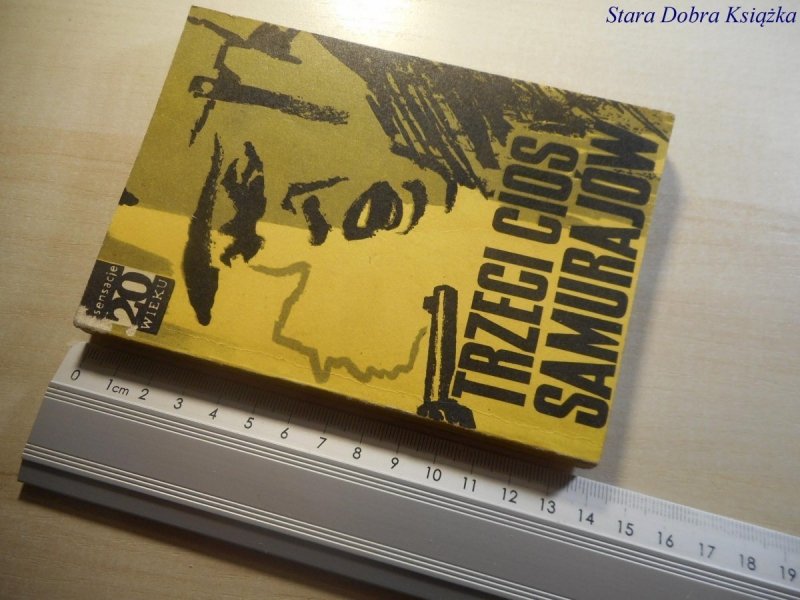 Stara Dobra Książka
TRZECI CIOS
SAMURAJÓW
sensacje
20
WIEKU
0 1cm 2 3 4 5 6 7 8 9 10 11 12 13 14 15 16 17 18 19